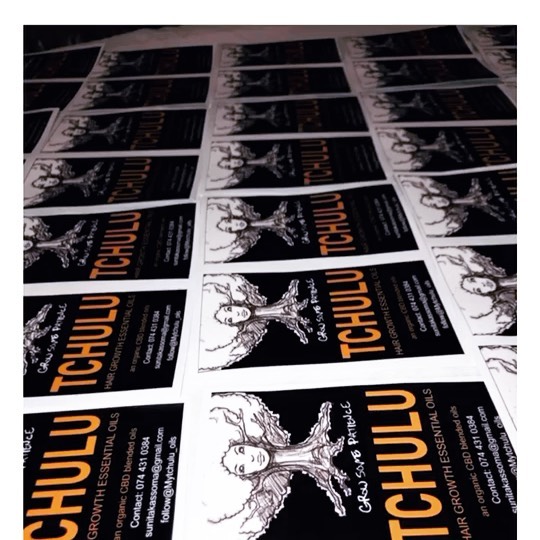 GROW SOME PATIENCE
TCHULU
HAIR GROWTH ESSENTIAL OILS
an organic CBD blended oils
Contact: 074 431 0384
sunitakassoma@gmail.com
follow@Mytchulu_oils